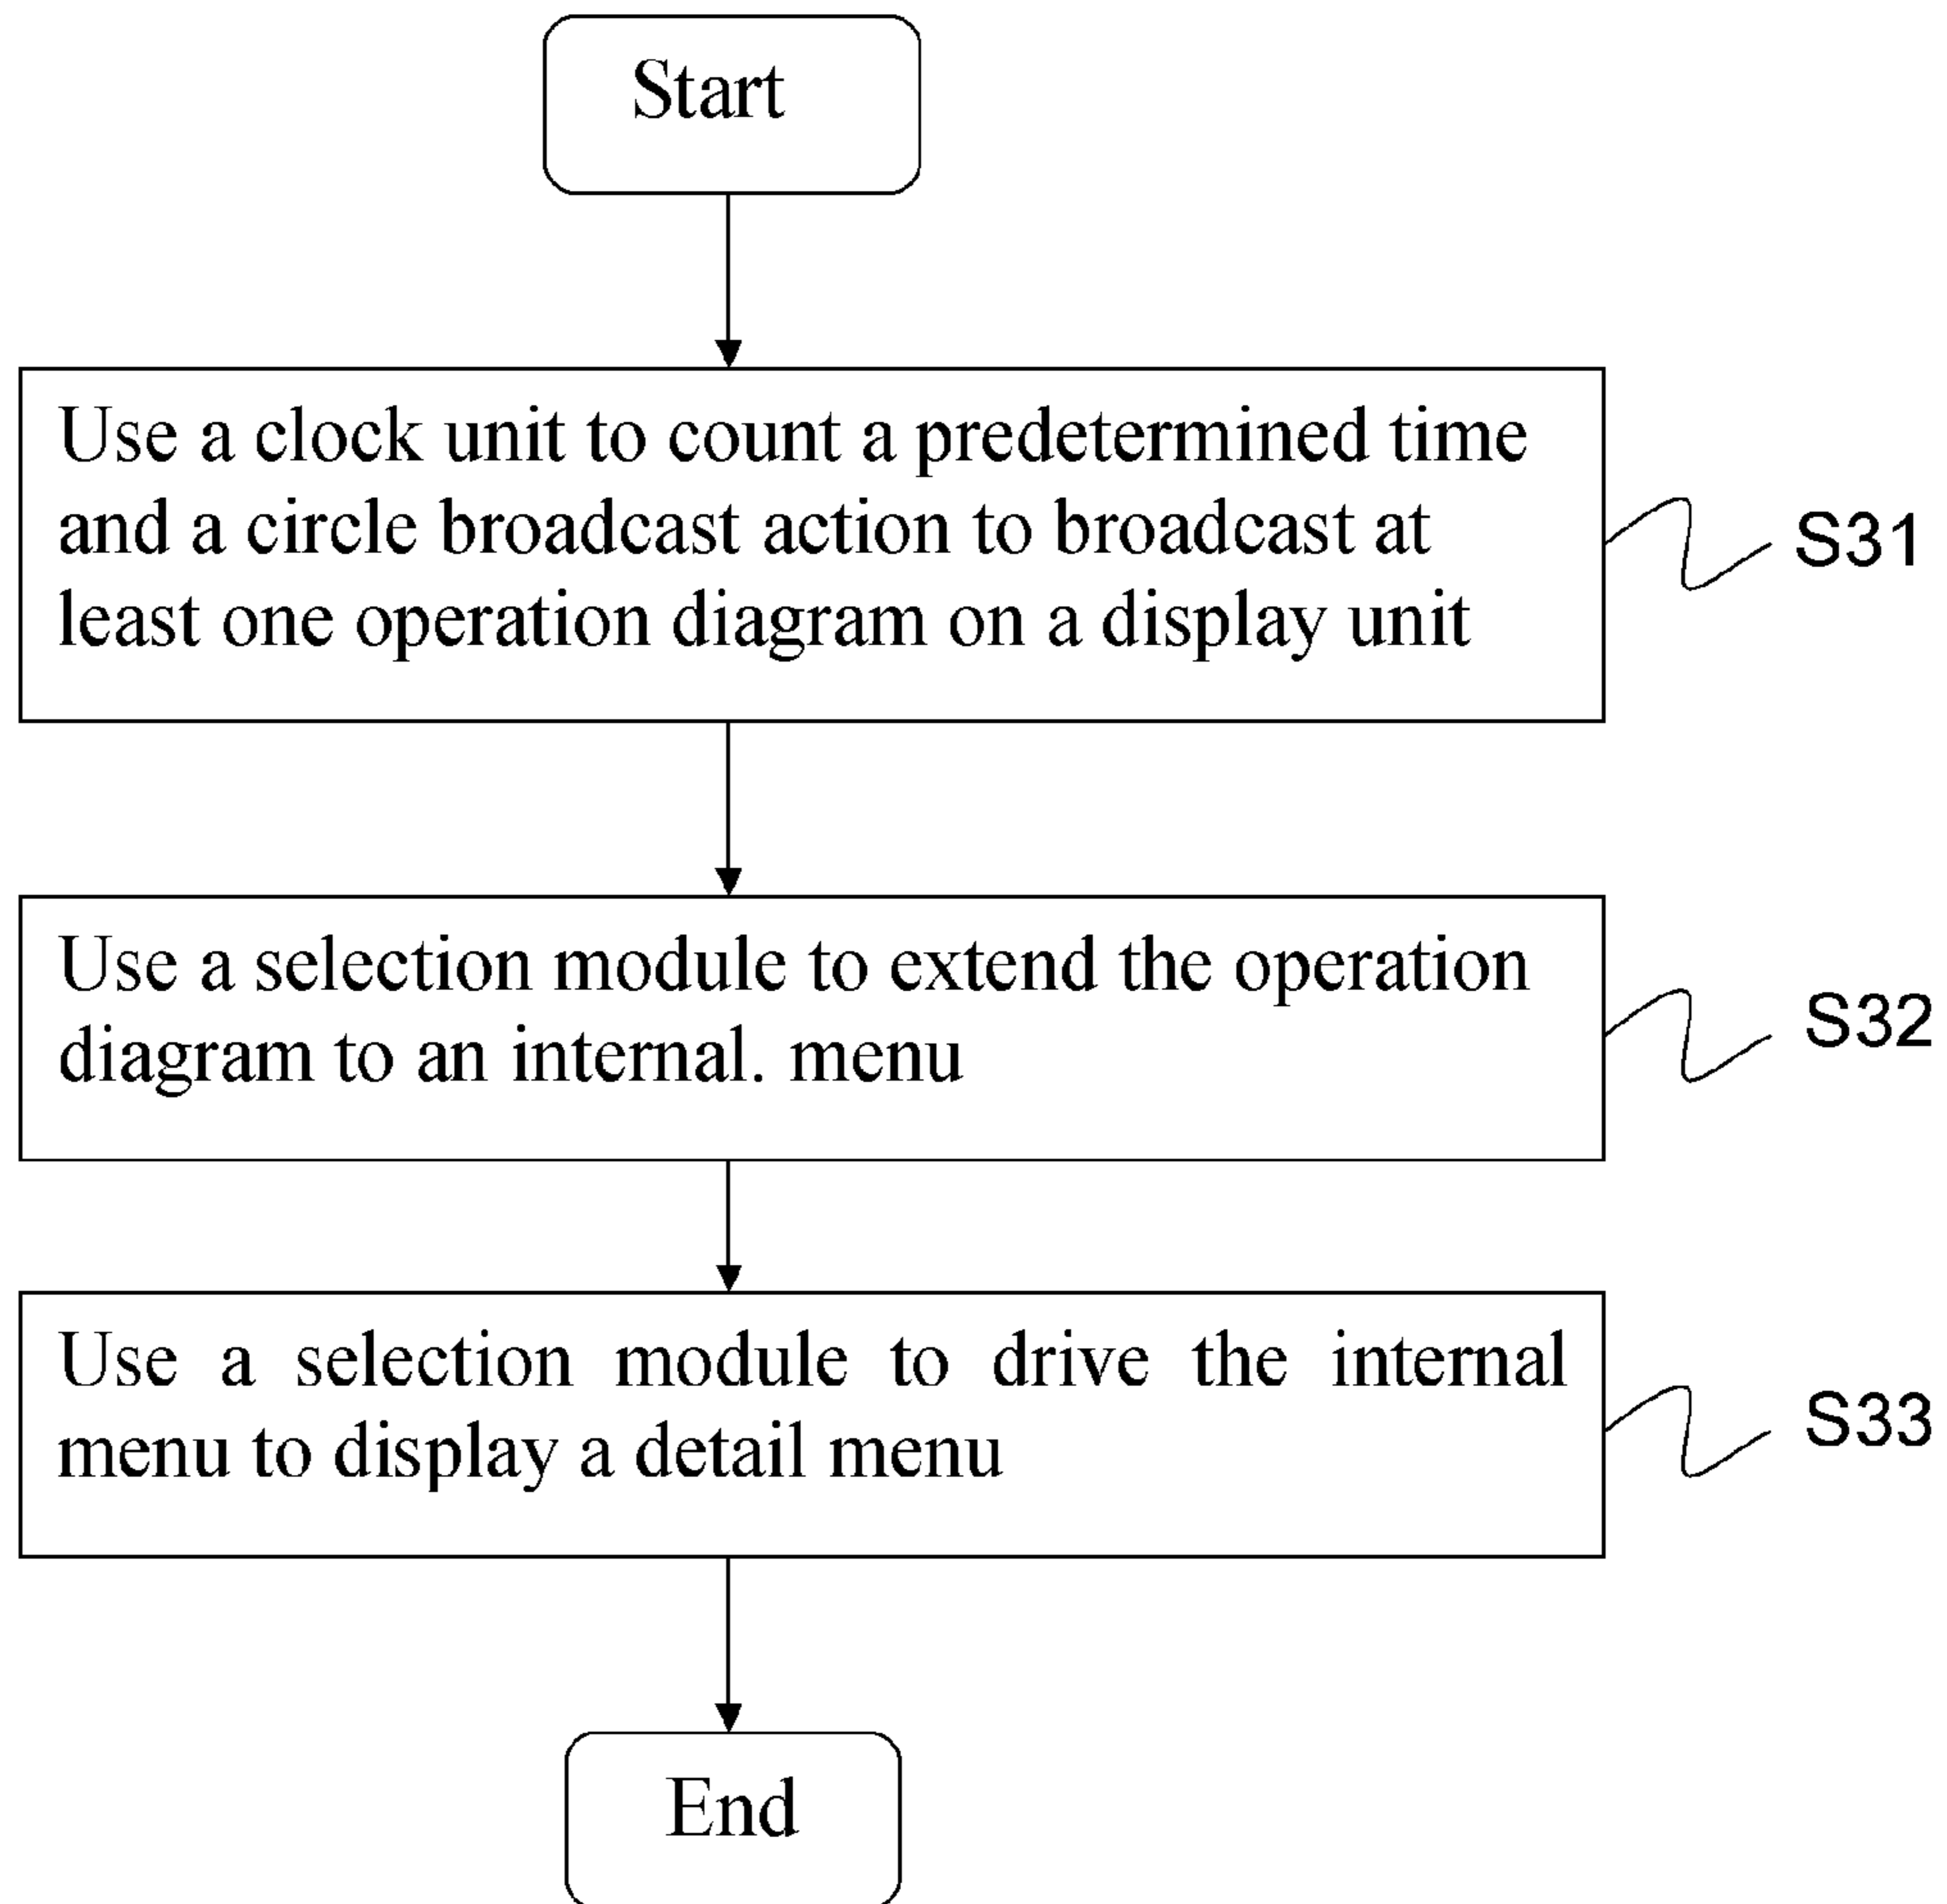 Start
Use a clock unit to count a predetermined time
and a circle broadcast action to broadcast at
least one operation diagram on a display unit
S31
Use a selection module to extend the operation
diagram to an internal. menu
S32
Use a selection module to drive the internal
menu to display a detail menu
S33
End